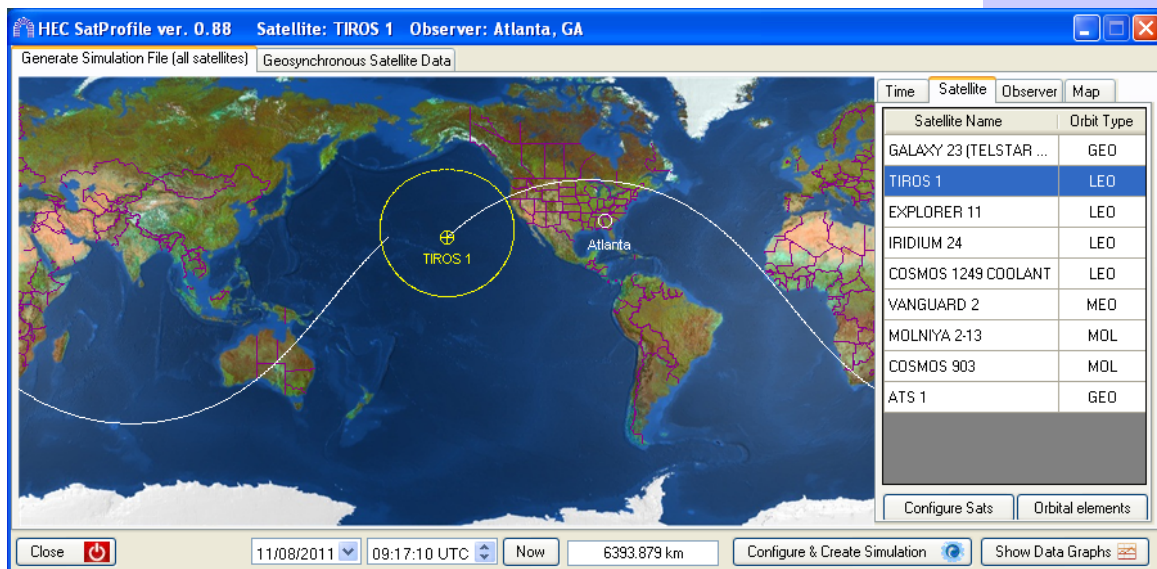 HEC SatProfile ver. 0.88 Satellite: TIROS 1 Observer: Atlanta, GA
Generate Simulation File (all satellites) Geosynchronous Satellite Data
Time Satellite Observer Map
Satellite Name Orbit Type
GALAXY 23 (TELSTAR ... GEO
TIROS 1 LEO
EXPLORER 11 LEO
IRIDIUM 24 LEO
COSMOS 1249 COOLANT LEO
VANGUARD 2 MEO
MOLNIYA 2-13 MOL
COSMOS 903 MOL
ATS 1 GEO
Atlanta
TIROS 1
Configure Sats Orbital elements
Close 11/08/2011 09:17:10 UTC Now 6393.879 km Configure & Create Simulation Show Data Graphs